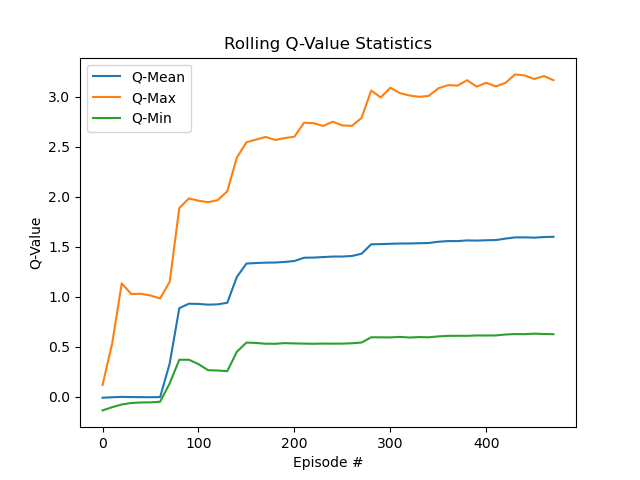 Rolling Q-Value Statistics
Q-Mean
Q-Max
Q-Min
Q-Value
3.0
2.5
2.0
1.5
1.0
0.5
0.0
0 100 200 300 400
Episode #